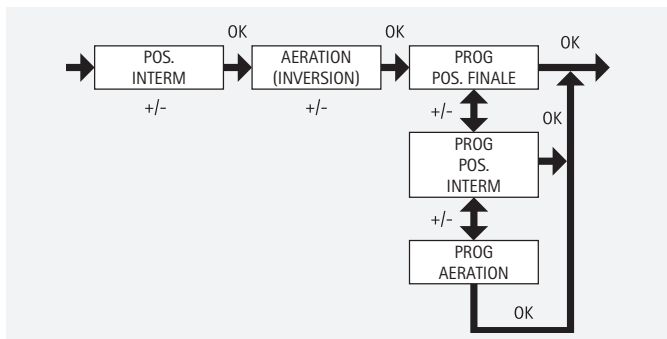 OK
OK
OK
POS.
INTERM
AERATION
(INVERSION)
PROG
POS. FINALE
+/-
+/-
+/-
OK
PROG
POS.
INTERM
+/-
PROG
AERATION
OK